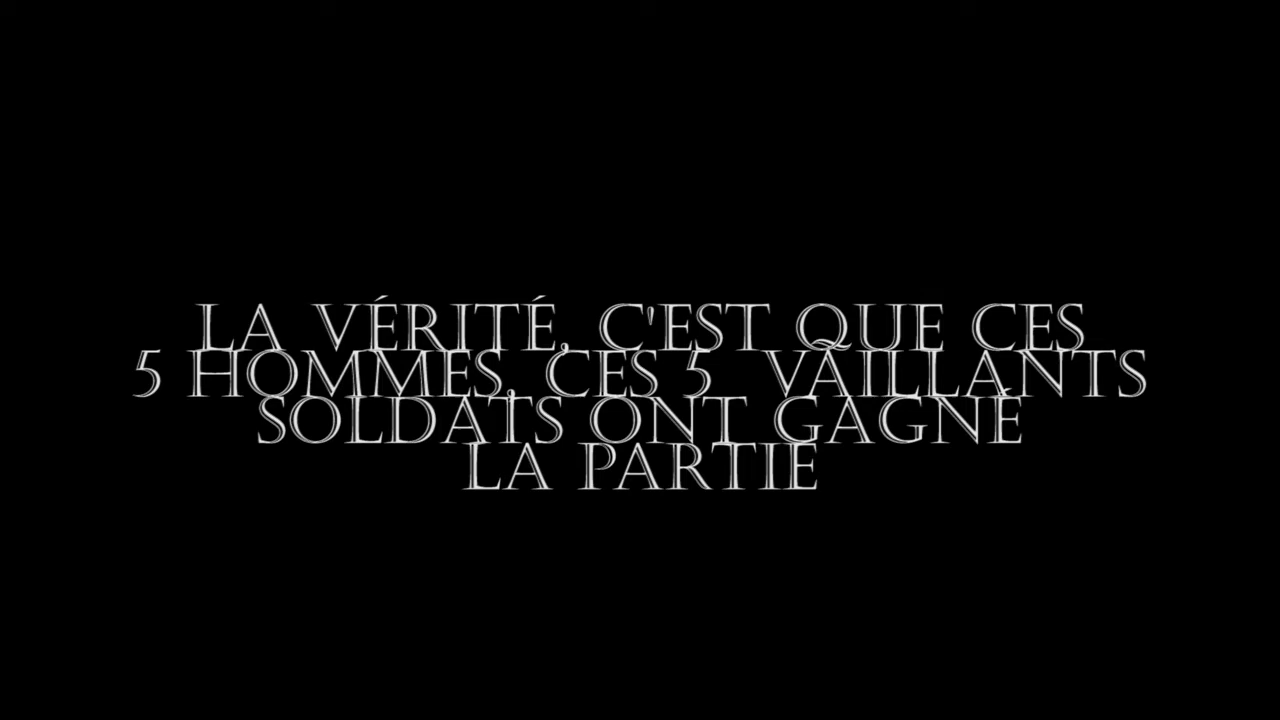 LA VÉRITÉ, C'EST QUE CES
5 HOMMES, CES 5 VAILLANTS
SOLDATS ONT GAGNÉ
LA PARTIE